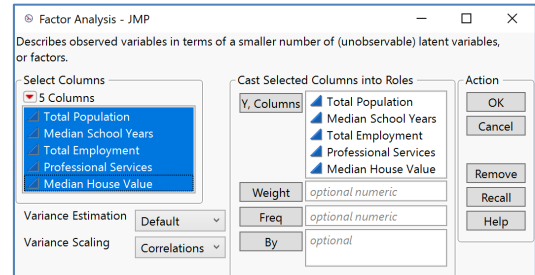 Factor Analysis - JMP
Describes observed variables in terms of a smaller number of (unobservable) latent variables,
or factors.
Select Columns
5 Columns
Total Population
Median School Years
Total Employment
Professional Services
Median House Value
Variance Estimation Default
Variance Scaling Correlations
Cast Selected Columns into Roles
Y, Columns
Total Population
Median School Years
Total Employment
Professional Services
Median House Value
Weight optional numeric
Freq optional numeric
By optional
Action
OK
Cancel
Remove
Recall
Help